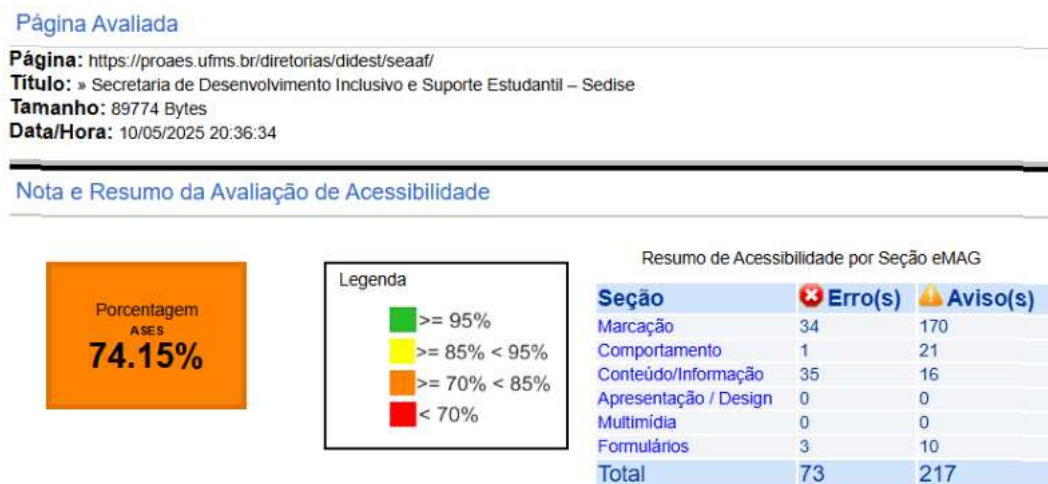 Página Avaliada
Página: https://proaes.ufms.br/diretorias/didest/seaaf/
Título: » Secretaria de Desenvolvimento Inclusivo e Suporte Estudantil – Sedise
Tamanho: 89774 Bytes
Data/Hora: 10/05/2025 20:36:34
Nota e Resumo da Avaliação de Acessibilidade
Porcentagem
ASES
74.15%
Legenda
>= 95%
>= 85% < 95%
>= 70% < 85%
< 70%
Resumo de Acessibilidade por Seção eMAG
Seção Erro(s) Aviso(s)
Marcação 34 170
Comportamento 1 21
Conteúdo/Informação 35 16
Apresentação / Design 0 0
Multimídia 0 0
Formulários 3 10
Total 73 217